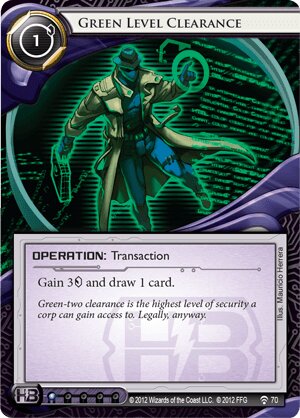 GREEN LEVEL CLEARANCE
1
OPERATION: Transaction
Gain 3 and draw 1 card.
Green-two clearance is the highest level of security a
corp can gain access to. Legally, anyway.
Illus. Mauricio Herrera
HB
HB
© 2012 Wizards of the Coast LLC. © 2012 FFG 70